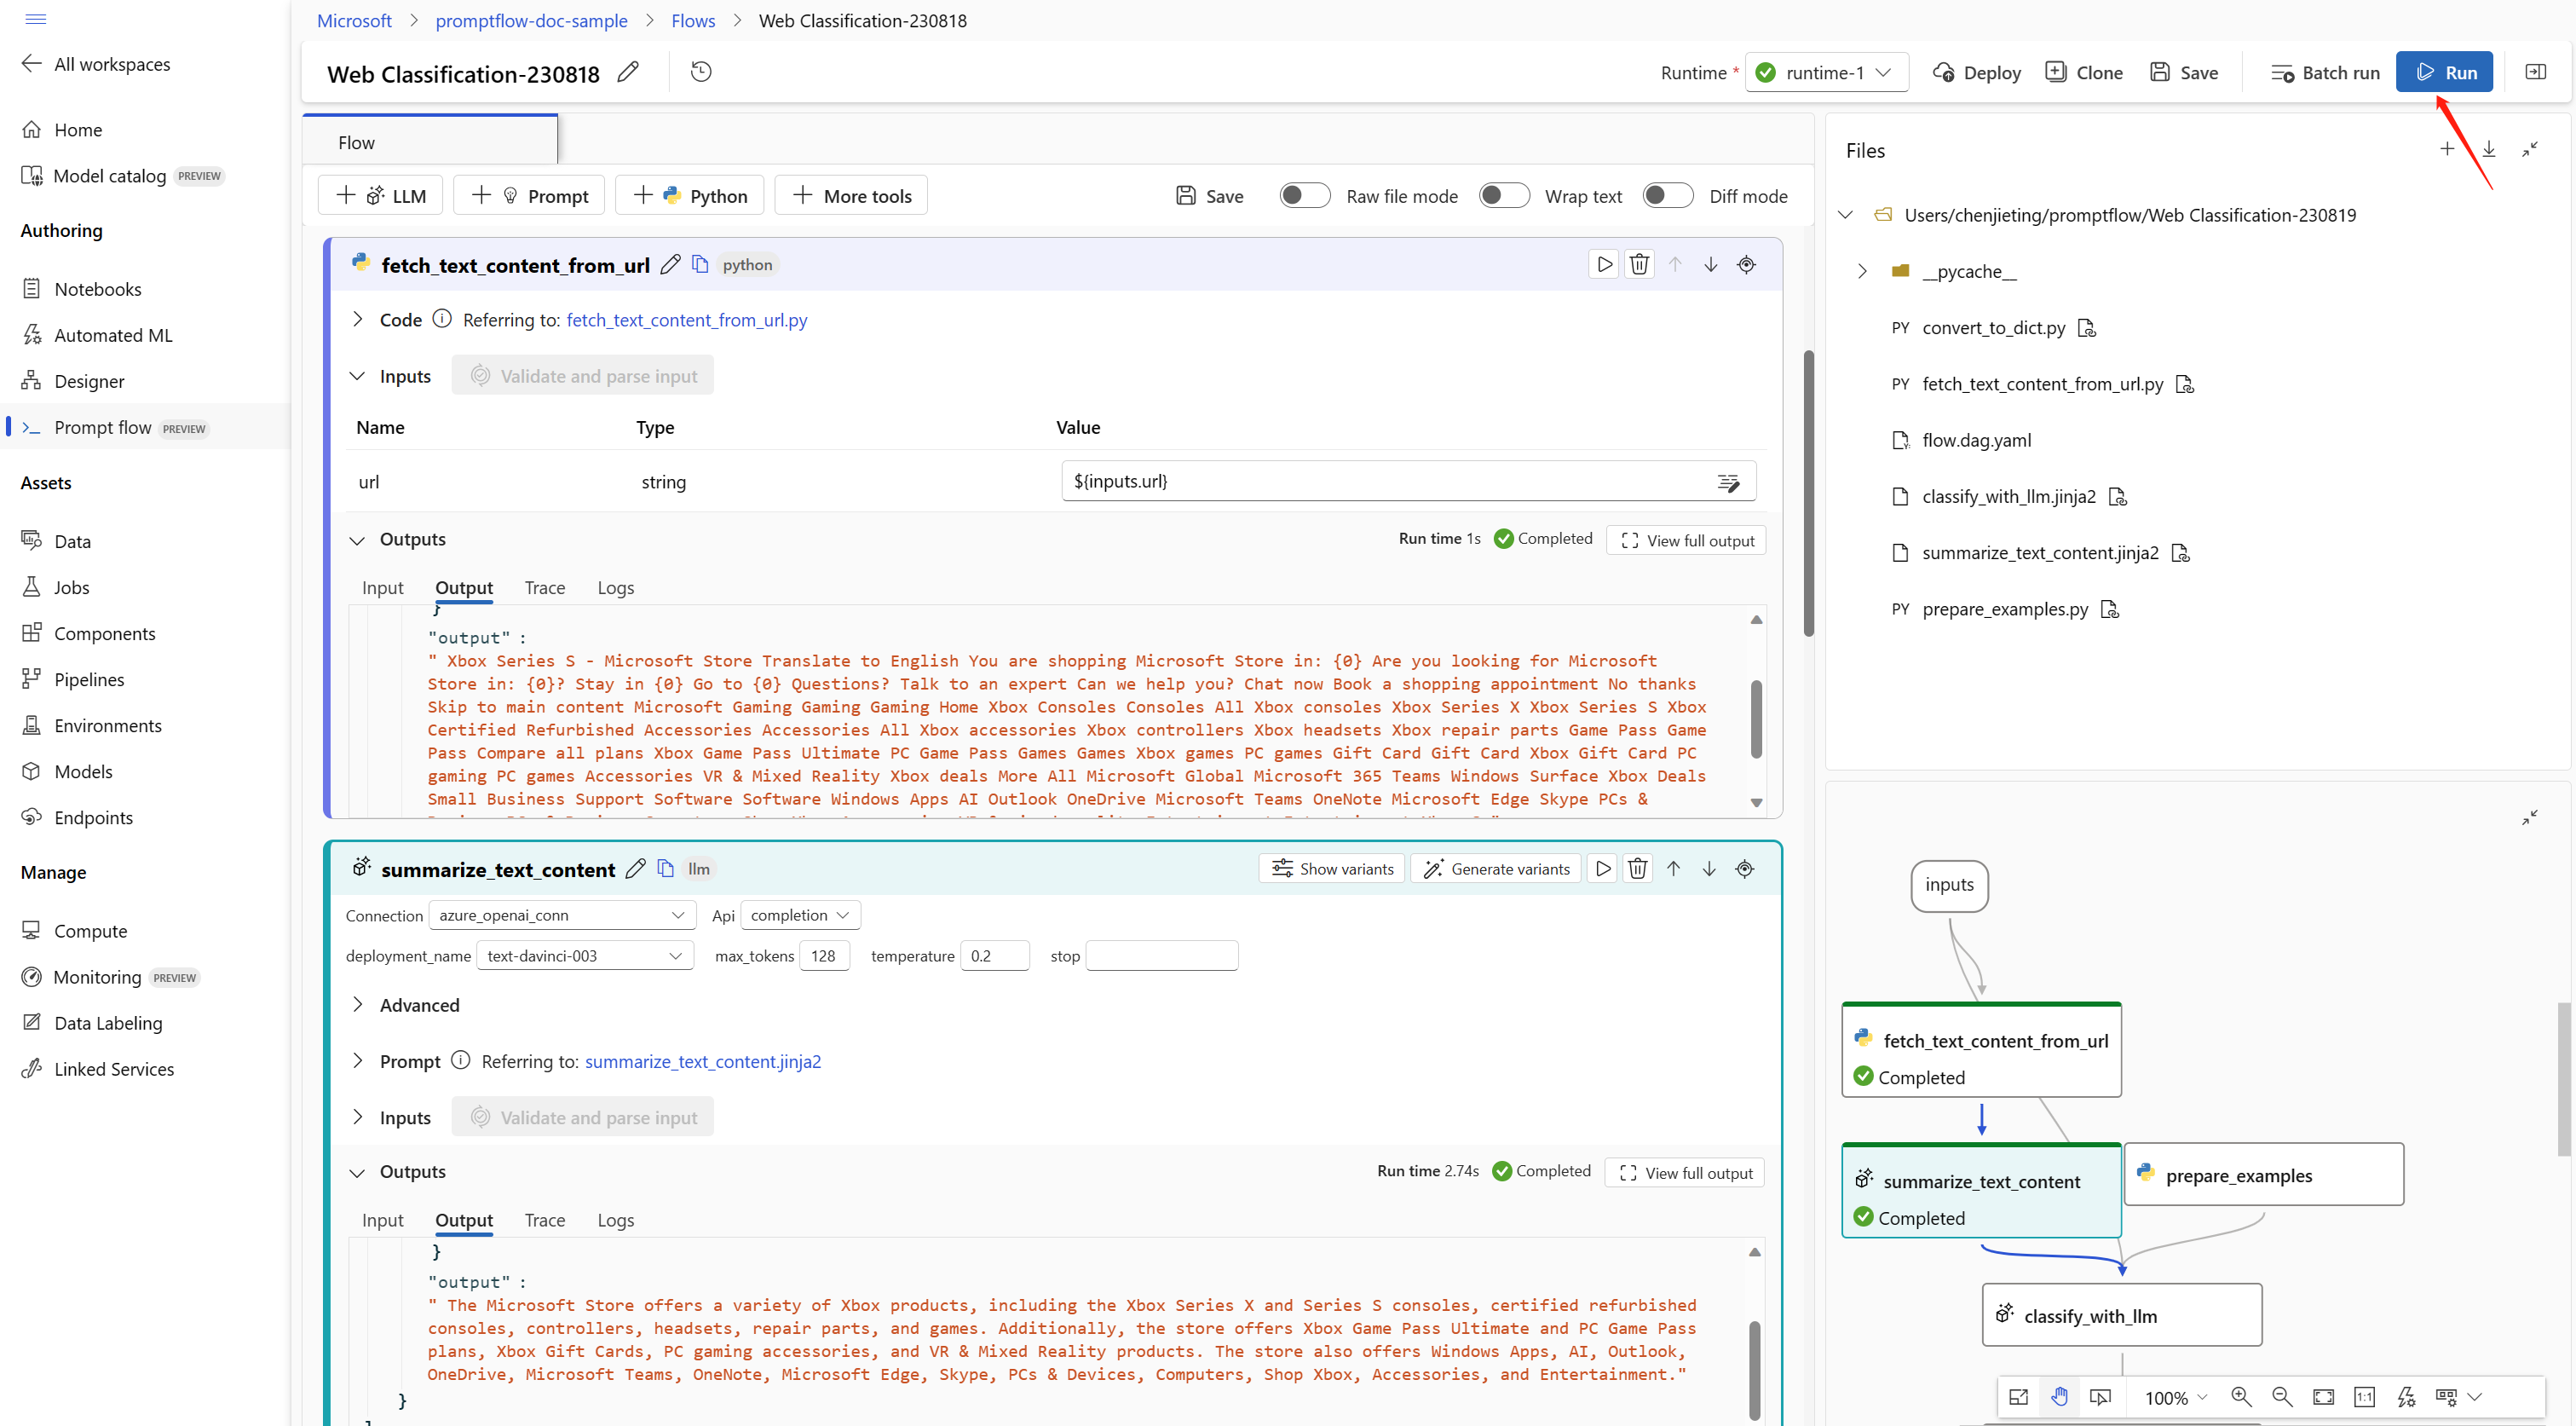 Microsoft > promptflow-doc-sample > Flows > Web Classification-230818
All workspaces
Home
Model catalog PREVIEW
Authoring
Notebooks
Automated ML
Designer
Prompt flow PREVIEW
Assets
Data
Jobs
Components
Pipelines
Environments
Models
Endpoints
Manage
Compute
Monitoring PREVIEW
Data Labeling
Linked Services
Web Classification-230818
Runtime * runtime-1 Deploy Clone Save Batch run Run
Flow
LLM Prompt Python More tools Save Raw file mode Wrap text Diff mode
fetch_text_content_from_url python
Code Referring to: fetch_text_content_from_url.py
Inputs Validate and parse input
Name Type Value
url string ${inputs.url}
Outputs Run time 1s Completed View full output
Input Output Trace Logs
}
"output" :
" Xbox Series S - Microsoft Store Translate to English You are shopping Microsoft Store in: {0} Are you looking for Microsoft
Store in: {0}? Stay in {0} Go to {0} Questions? Talk to an expert Can we help you? Chat now Book a shopping appointment No thanks
Skip to main content Microsoft Gaming Gaming Gaming Home Xbox Consoles Consoles All Xbox consoles Xbox Series X Xbox Series S Xbox
Certified Refurbished Accessories Accessories All Xbox accessories Xbox controllers Xbox headsets Xbox repair parts Game Pass Game
Pass Compare all plans Xbox Game Pass Ultimate PC Game Pass Games Games Xbox games PC games Gift Card Gift Card Xbox Gift Card PC
gaming PC games Accessories VR & Mixed Reality Xbox deals More All Microsoft Global Microsoft 365 Teams Windows Surface Xbox Deals
Small Business Support Software Software Windows Apps AI Outlook OneDrive Microsoft Teams OneNote Microsoft Edge Skype PCs &
summarize_text_content llm Show variants Generate variants
Connection azure_openai_conn Api completion
deployment_name text-davinci-003 max_tokens 128 temperature 0.2 stop
Advanced
Prompt Referring to: summarize_text_content.jinja2
Inputs Validate and parse input
Outputs Run time 2.74s Completed View full output
Input Output Trace Logs
}
"output" :
" The Microsoft Store offers a variety of Xbox products, including the Xbox Series X and Series S consoles, certified refurbished
consoles, controllers, headsets, repair parts, and games. Additionally, the store offers Xbox Game Pass Ultimate and PC Game Pass
plans, Xbox Gift Cards, PC gaming accessories, and VR & Mixed Reality products. The store also offers Windows Apps, AI, Outlook,
OneDrive, Microsoft Teams, OneNote, Microsoft Edge, Skype, PCs & Devices, Computers, Shop Xbox, Accessories, and Entertainment."
}
Files
Users/chenjieting/promptflow/Web Classification-230819
__pycache__
PY convert_to_dict.py
PY fetch_text_content_from_url.py
flow.dag.yaml
classify_with_llm.jinja2
summarize_text_content.jinja2
PY prepare_examples.py
inputs
fetch_text_content_from_url
Completed
summarize_text_content
Completed
prepare_examples
classify_with_llm
100% 1:1